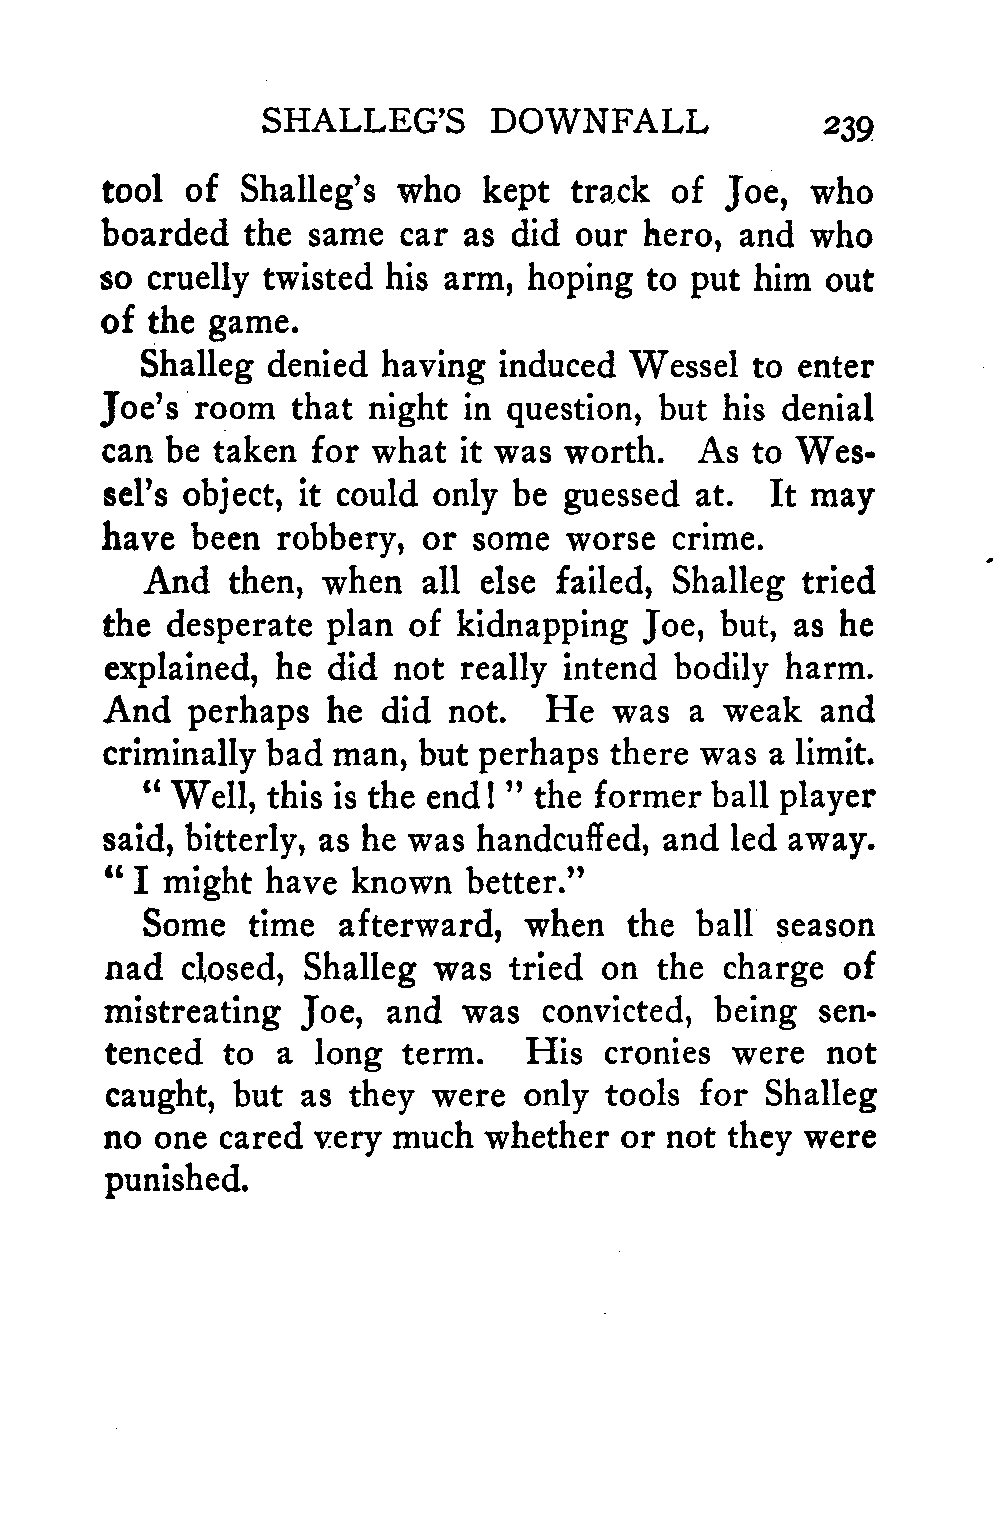 SHALLEG'S DOWNFALL 239
tool of Shalleg's who kept track of Joe, who
boarded the same car as did our hero, and who
so cruelly twisted his arm, hoping to put him out
of the game.
Shalleg denied having induced Wessel to enter
Joe's room that night in question, but his denial
can be taken for what it was worth. As to Wes-
sel's object, it could only be guessed at. It may
have been robbery, or some worse crime.
And then, when all else failed, Shalleg tried
the desperate plan of kidnapping Joe, but, as he
explained, he did not really intend bodily harm.
And perhaps he did not. He was a weak and
criminally bad man, but perhaps there was a limit.
“ Well, this is the end! ” the former ball player
said, bitterly, as he was handcuffed, and led away.
“ I might have known better.”
Some time afterward, when the ball season
nad closed, Shalleg was tried on the charge of
mistreating Joe, and was convicted, being sen-
tenced to a long term. His cronies were not
caught, but as they were only tools for Shalleg
no one cared very much whether or not they were
punished.